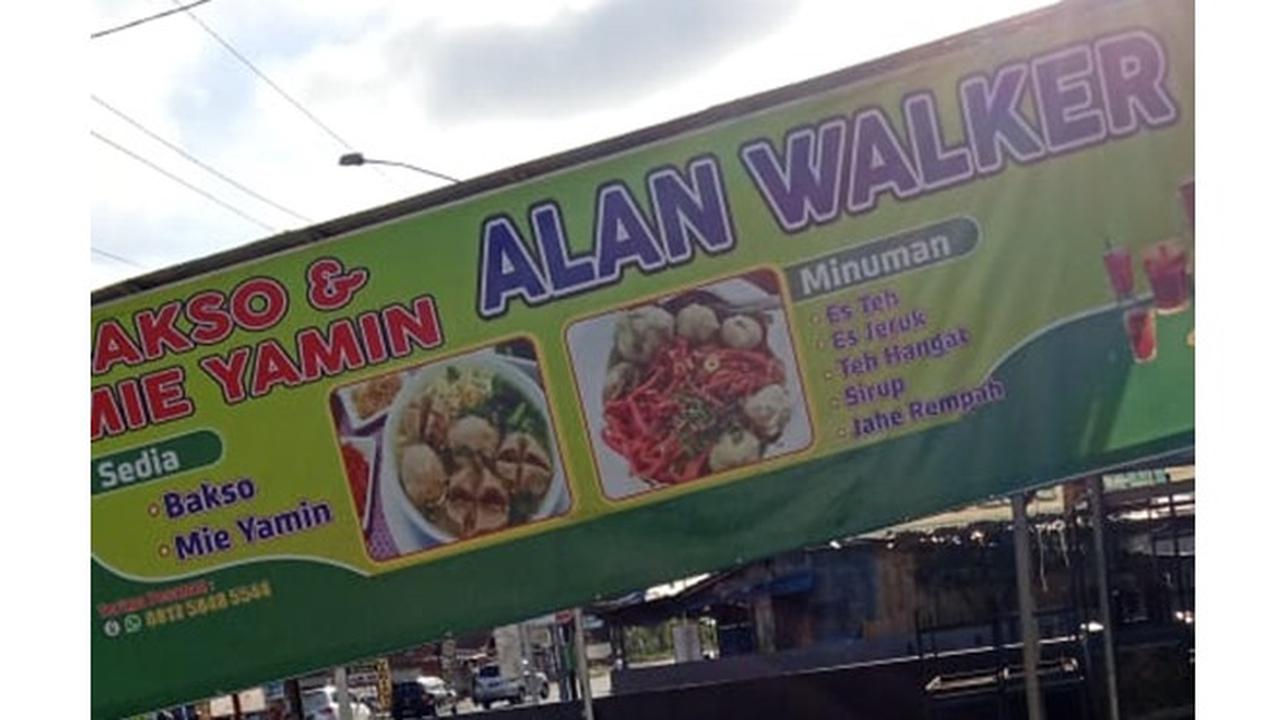 BAKSO &
MIE YAMIN
ALAN WALKER
Sedia
Bakso
Mie Yamin
Minuman
Es Teh
Es Jeruk
Teh Hangat
Sirup
Jahe Rempah